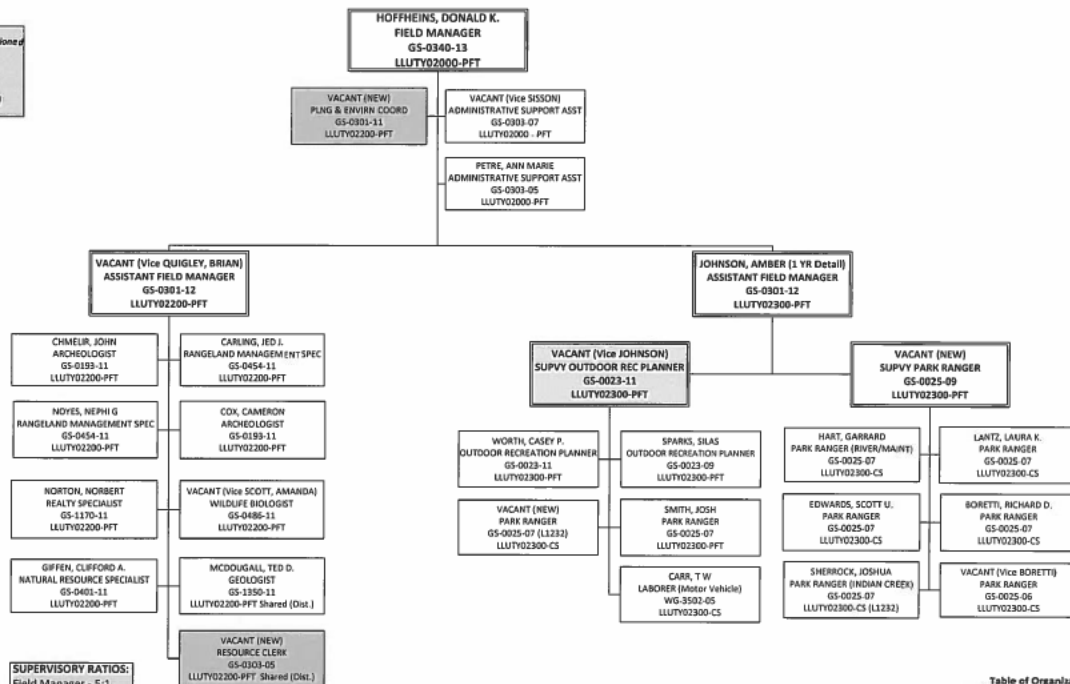 ioned
HOFFHEINS, DONALD K.
FIELD MANAGER
GS-0340-13
LLUTY02000-PFT
VACANT (NEW)
PLNG & ENVIRN COORD
GS-0301-11
LLUTY02200-PFT
VACANT (Vice SISSON)
ADMINISTRATIVE SUPPORT ASST
GS-0303-07
LLUTY02000 - PFT
PETRE, ANN MARIE
ADMINISTRATIVE SUPPORT ASST
GS-0303-05
LLUTY02000-PFT
VACANT (Vice QUIGLEY, BRIAN)
ASSISTANT FIELD MANAGER
GS-0301-12
LLUTY02200-PFT
JOHNSON, AMBER (1 YR Detail)
ASSISTANT FIELD MANAGER
GS-0301-12
LLUTY02300-PFT
CHMELIR, JOHN
ARCHEOLOGIST
GS-0193-11
LLUTY02200-PFT
CARLING, JED J.
RANGELAND MANAGEMENT SPEC
GS-0454-11
LLUTY02200-PFT
NOYES, NEPHI G
RANGELAND MANAGEMENT SPEC
GS-0454-11
LLUTY02200-PFT
COX, CAMERON
ARCHEOLOGIST
GS-0193-11
LLUTY02200-PFT
NORTON, NORBERT
REALTY SPECIALIST
GS-1170-11
LLUTY02200-PFT
VACANT (Vice SCOTT, AMANDA)
WILDLIFE BIOLOGIST
GS-0486-11
LLUTY02200-PFT
GIFFEN, CLIFFORD A.
NATURAL RESOURCE SPECIALIST
GS-0401-11
LLUTY02200-PFT
MCDOUGALL, TED D.
GEOLOGIST
GS-1350-11
LLUTY02200-PFT Shared (Dist.)
VACANT (NEW)
RESOURCE CLERK
GS-0303-05
LLUTY02200-PFT Shared (Dist.)
VACANT (Vice JOHNSON)
SUPVY OUTDOOR REC PLANNER
GS-0023-11
LLUTY02300-PFT
VACANT (NEW)
SUPVY PARK RANGER
GS-0025-09
LLUTY02300-PFT
WORTH, CASEY P.
OUTDOOR RECREATION PLANNER
GS-0023-11
LLUTY02300-PFT
SPARKS, SILAS
OUTDOOR RECREATION PLANNER
GS-0023-09
LLUTY02300-PFT
VACANT (NEW)
PARK RANGER
GS-0025-07 (L1232)
LLUTY02300-CS
SMITH, JOSH
PARK RANGER
GS-0025-07
LLUTY02300-PFT
CARR, T W
LABORER (Motor Vehicle)
WG-3502-05
LLUTY02300-CS
HART, GARRARD
PARK RANGER (RIVER/MAINT)
GS-0025-07
LLUTY02300-CS
LANTZ, LAURA K.
PARK RANGER
GS-0025-07
LLUTY02300-CS
EDWARDS, SCOTT U.
PARK RANGER
GS-0025-07
LLUTY02300-CS
BORETTI, RICHARD D.
PARK RANGER
GS-0025-07
LLUTY02300-CS
SHERROCK, JOSHUA
PARK RANGER (INDIAN CREEK)
GS-0025-07
LLUTY02300-CS (L1232)
VACANT (Vice BORETTI)
PARK RANGER
GS-0025-06
LLUTY02300-CS
SUPERVISORY RATIOS:
Field Manager - 5:1
Table of Organiza